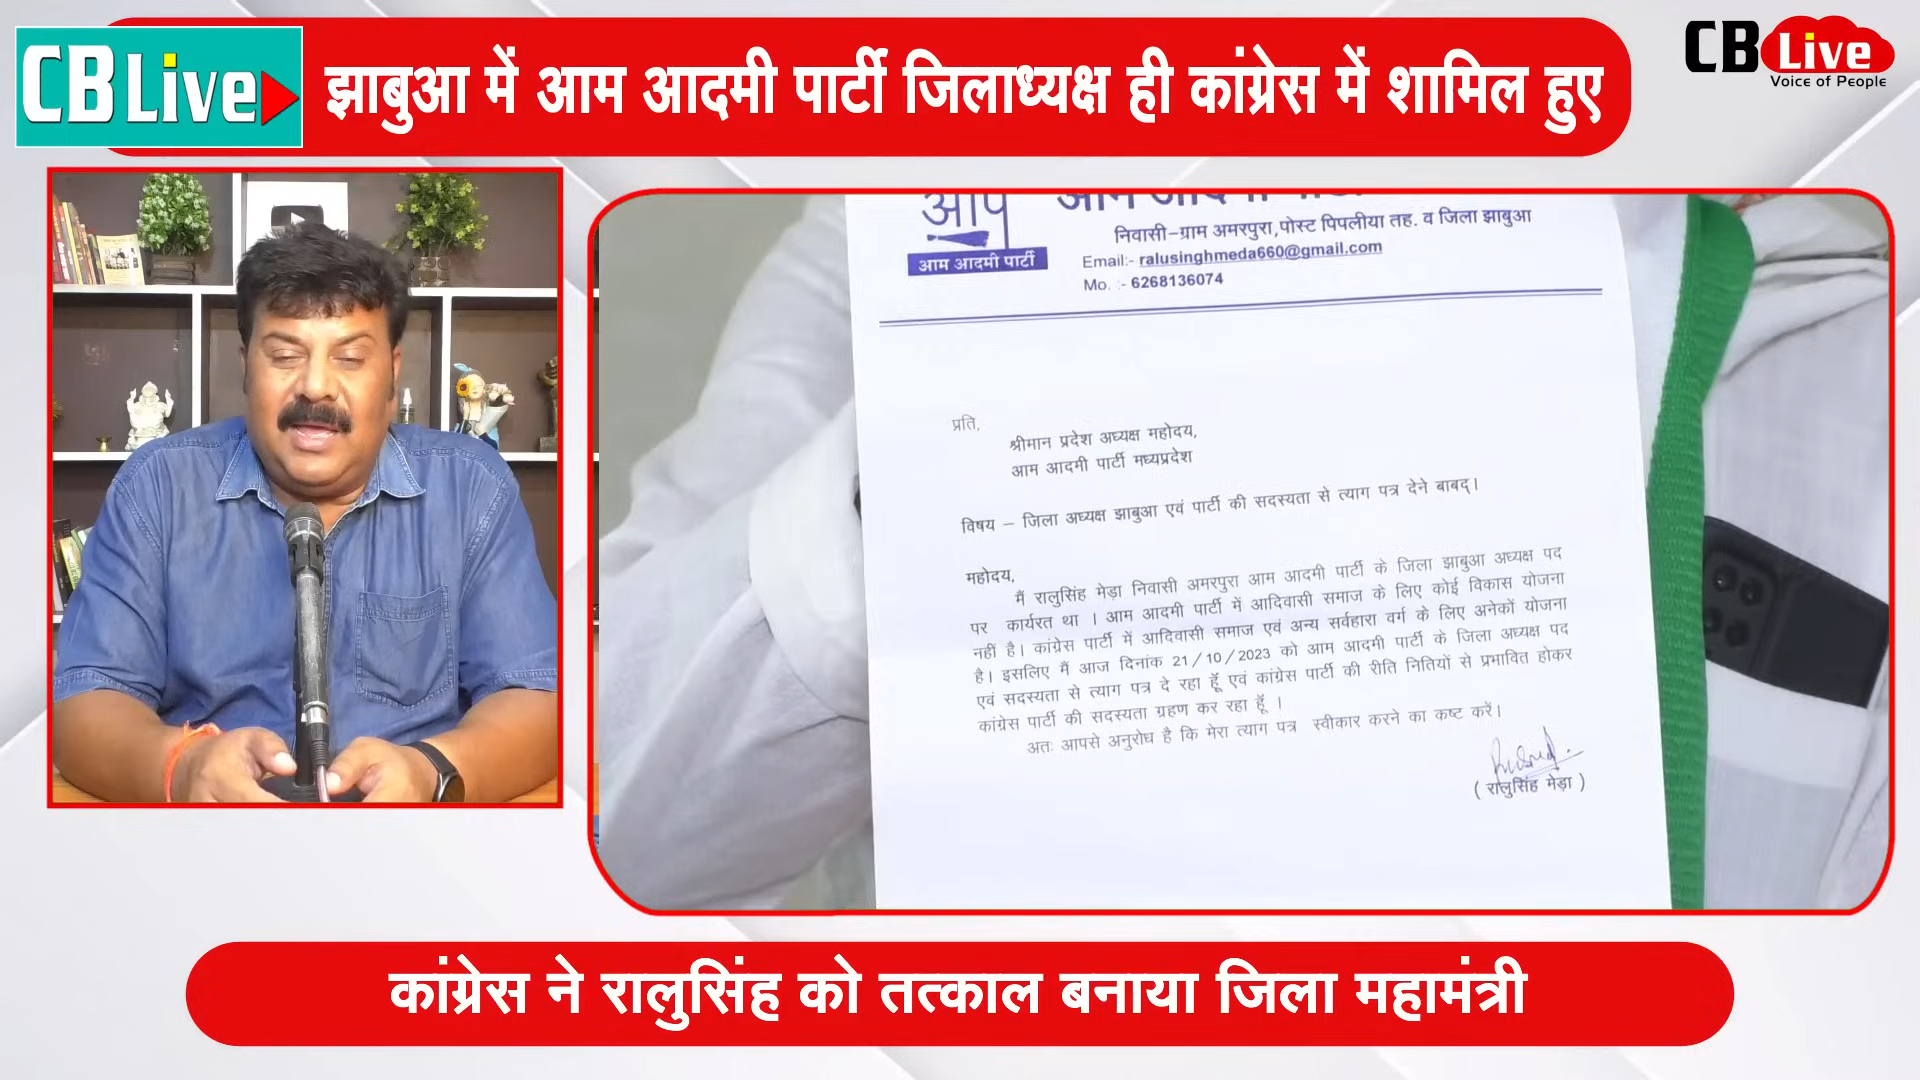 CB Live
झाबुआ में आम आदमी पार्टी जिलाध्यक्ष ही कांग्रेस में शामिल हुए
CB Live
Voice of People
आप
आम आदमी पार्टी
निवासी-ग्राम अमरपुरा,पोस्ट पिपलीया तह. व जिला झाबुआ
Email:- ralusinghmeda660@gmail.com
Mo. :- 6268136074
प्रति,
श्रीमान प्रदेश अध्यक्ष महोदय,
आम आदमी पार्टी मध्यप्रदेश
विषय – जिला अध्यक्ष झाबुआ एवं पार्टी की सदस्यता से त्याग पत्र देने बाबद्।
महोदय,
मैं रालुसिंह मेड़ा निवासी अमरपुरा आम आदमी पार्टी के जिला झाबुआ अध्यक्ष पद
पर कार्यरत था । आम आदमी पार्टी में आदिवासी समाज के लिए कोई विकास योजना
नहीं है। कांग्रेस पार्टी में आदिवासी समाज एवं अन्य सर्वहारा वर्ग के लिए अनेकों योजना
है। इसलिए मैं आज दिनांक 21/10/2023 को आम आदमी पार्टी के जिला अध्यक्ष पद
एवं सदस्यता से त्याग पत्र दे रहा हूँ एवं कांग्रेस पार्टी की रीति नितियों से प्रभावित होकर
कांग्रेस पार्टी की सदस्यता ग्रहण कर रहा हूँ ।
अतः आपसे अनुरोध है कि मेरा त्याग पत्र स्वीकार करने का कष्ट करें।
( रालुसिंह मेड़ा )
कांग्रेस ने रालुसिंह को तत्काल बनाया जिला महामंत्री